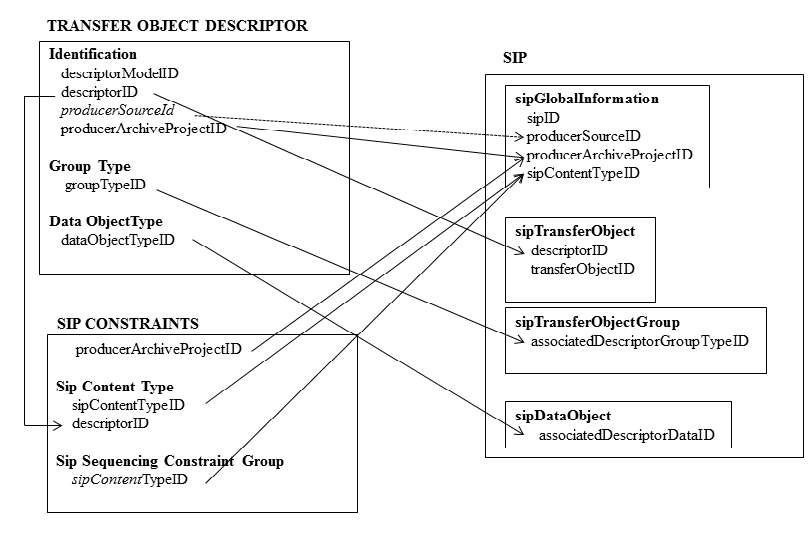 TRANSFER OBJECT DESCRIPTOR
Identification
descriptorModelID
descriptorID
producerSourceId
producerArchiveProjectID
Group Type
groupTypeID
Data ObjectType
dataObjectTypeID
SIP CONSTRAINTS
producerArchiveProjectID
Sip Content Type
sipContentTypeID
descriptorID
Sip Sequencing Constraint Group
sipContentTypeID
SIP
sipGlobalInformation
sipID
producerSourceID
producerArchiveProjectID
sipContentTypeID
sipTransferObject
descriptorID
transferObjectID
sipTransferObjectGroup
associatedDescriptorGroupTypeID
sipDataObject
associatedDescriptorDataID